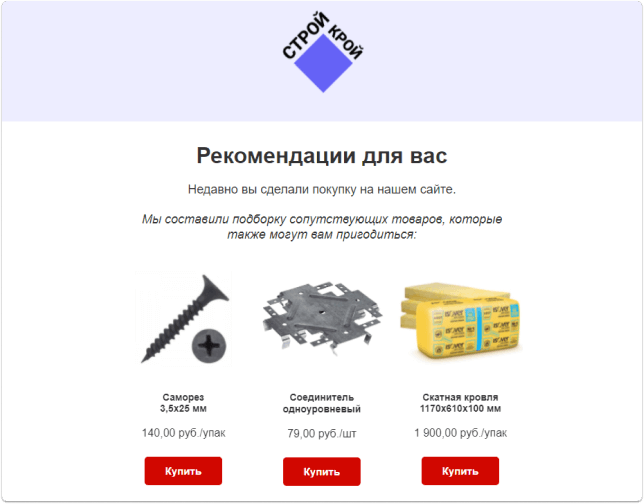 СТРОЙ
КРОЙ
Рекомендации для вас
Недавно вы сделали покупку на нашем сайте.
Мы составили подборку сопутствующих товаров, которые
также могут вам пригодиться:
Саморез
3,5х25 мм
Соединитель
одноуровневый
Скатная кровля
1170х610х100 мм
140,00 руб./упак
79,00 руб./шт
1 900,00 руб./упак
Купить
Купить
Купить